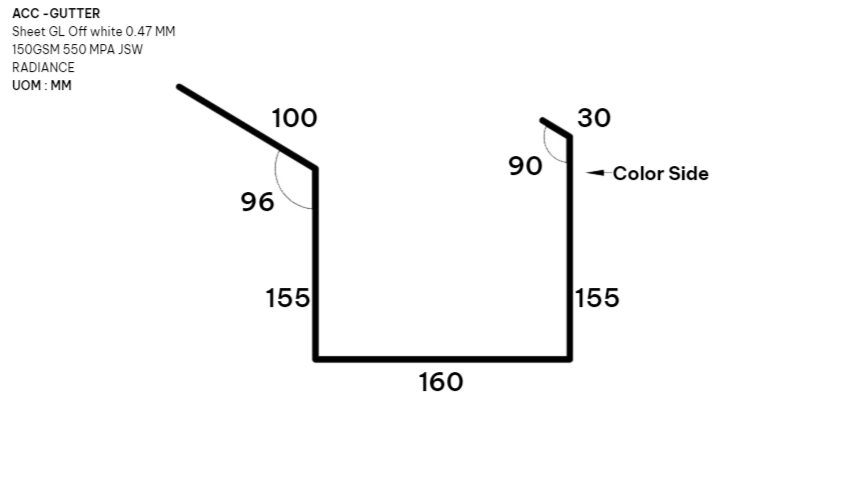 ACC -GUTTER
Sheet GL Off white 0.47 MM
150GSM 550 MPA JSW
RADIANCE
UOM : MM
100
30
90
Color Side
96
155
155
160